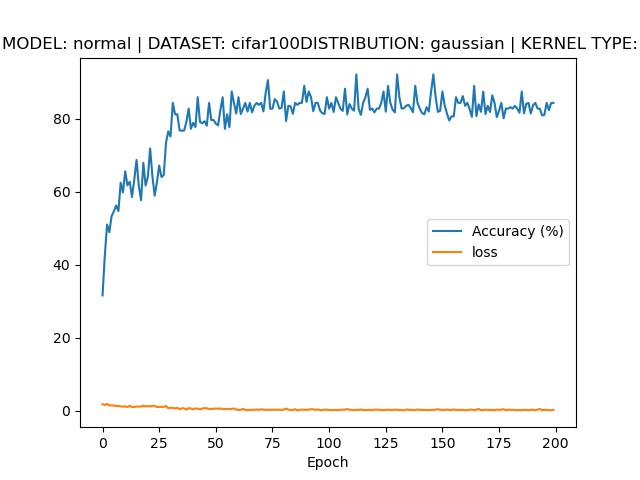 MODEL: normal | DATASET: cifar100DISTRIBUTION: gaussian | KERNEL TYPE:
80
60
40
20
0
Accuracy (%)
loss
0 25 50 75 100 125 150 175 200
Epoch